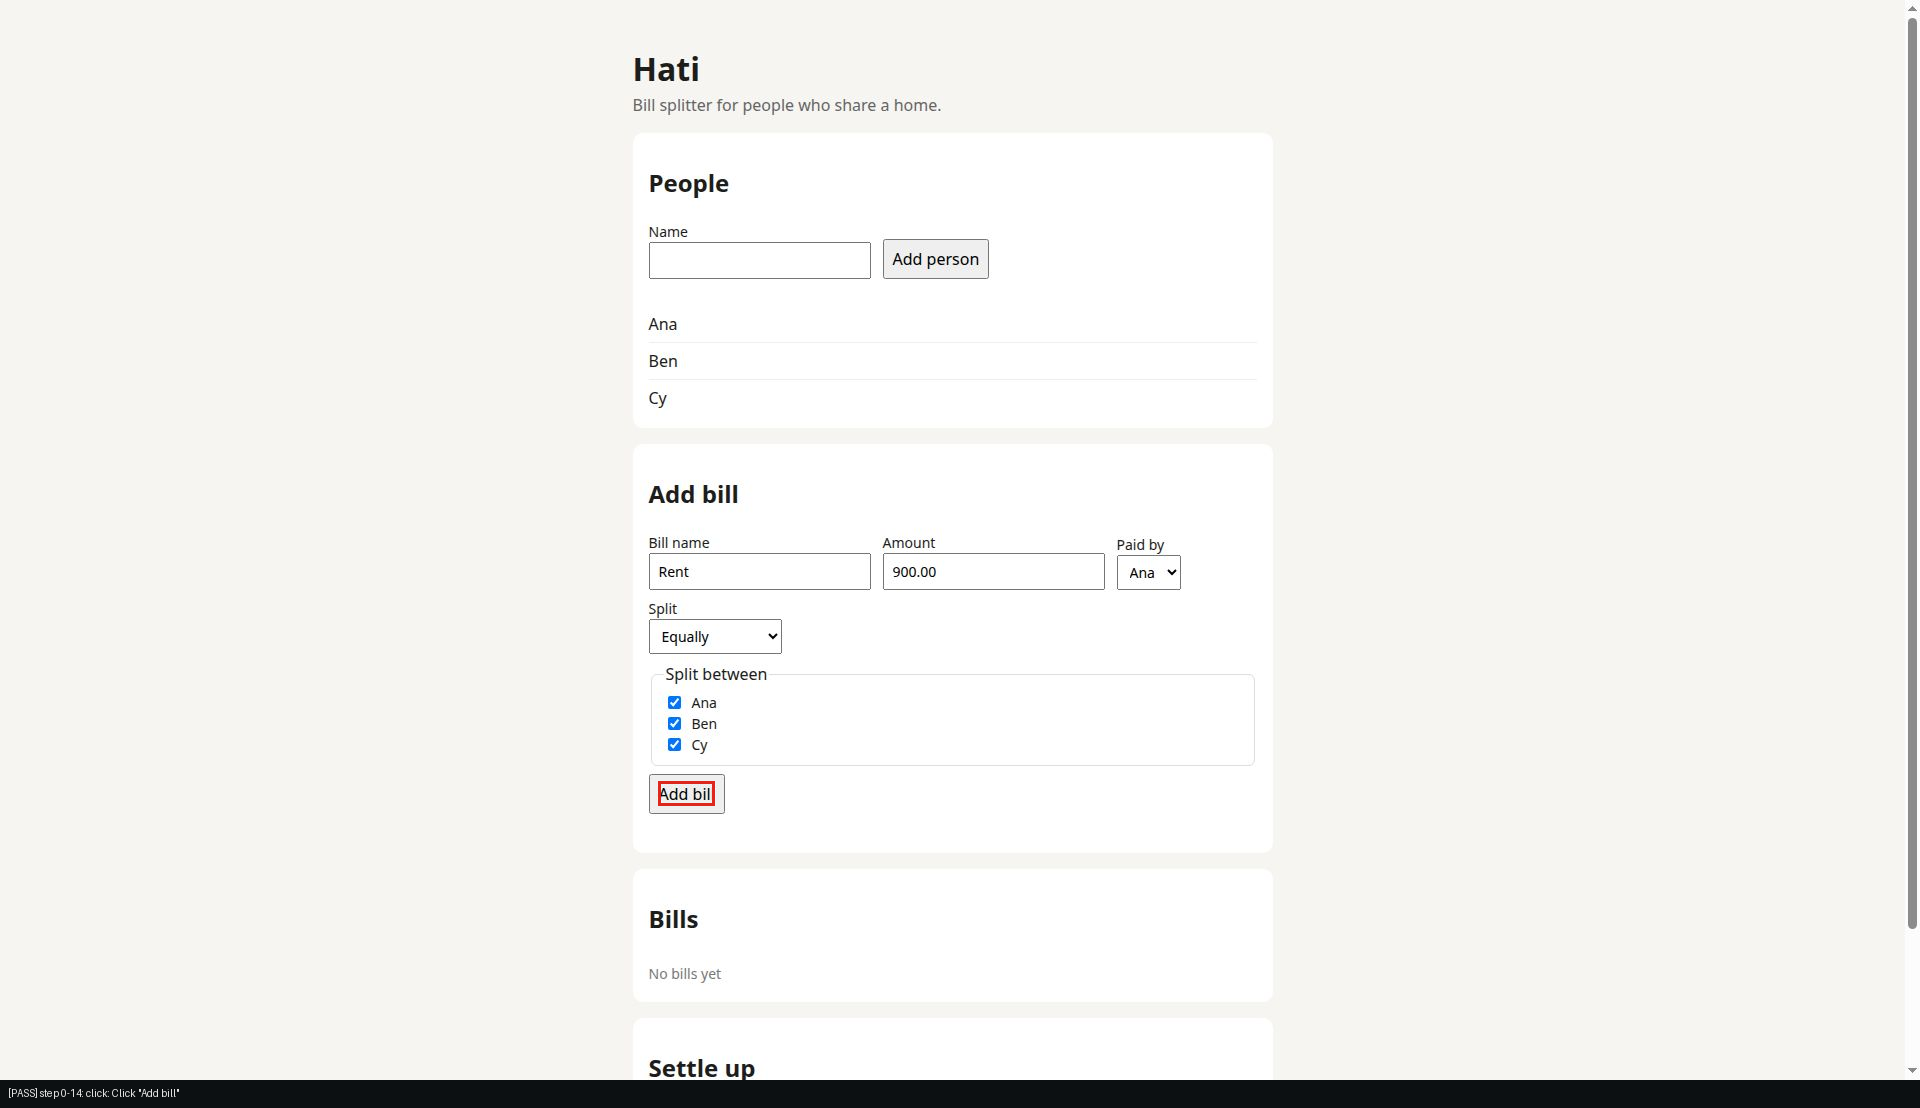 Hati
Bill splitter for people who share a home.
People
Name
Add person
Ana
Ben
Cy
Add bill
Bill name Amount Paid by
Rent 900.00 Ana
Split
Equally
Split between
Ana
Ben
Cy
Add bill
Bills
No bills yet
Settle up
[PASS] step 0-14: click: Click "Add bill"